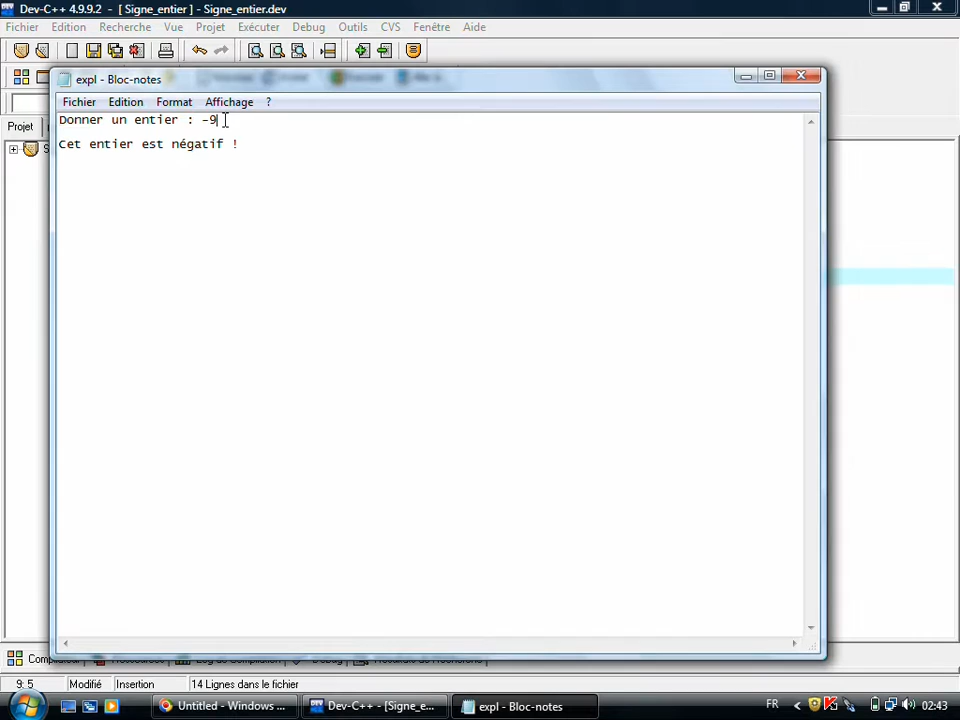 Dev-C++ 4.9.9.2 - [ Signe_entier ] - Signe_entier.dev
Fichier Edition Recherche Vue Projet Exécuter Debug Outils CVS Fenêtre Aide
expl - Bloc-notes
Fichier Edition Format Affichage ?
Donner un entier : -9
Cet entier est négatif !
Projet
S
9: 5 Modifié Insertion 14 Lignes dans le fichier
Untitled - Windows ... Dev-C++ - [Signe_e... expl - Bloc-notes FR 02:43